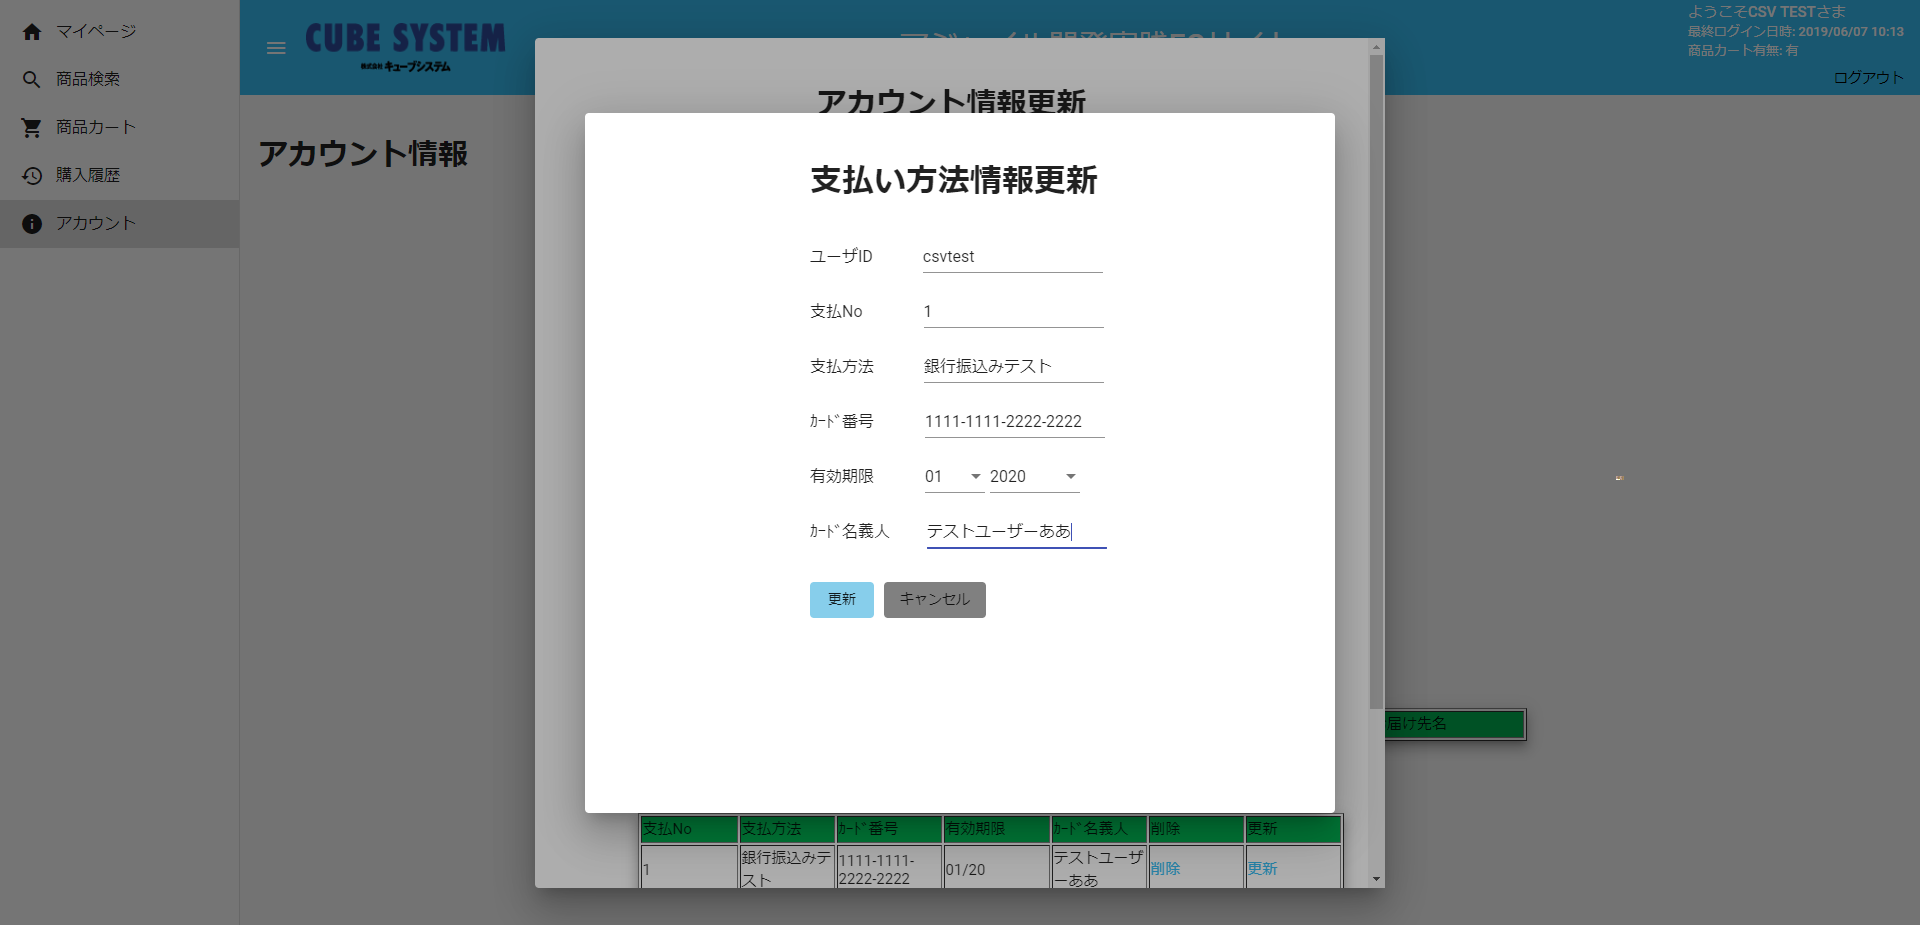 マイページ
商品検索
商品カート
購入履歴
アカウント
CUBE SYSTEM
株式会社 キューブシステム
ようこそCSV TESTさま
最終ログイン日時: 2019/06/07 10:13
商品カート有無: 有
ログアウト
アカウント情報
アカウント情報更新
支払い方法情報更新
ユーザID csvtest
支払No 1
支払方法 銀行振込みテスト
ｶｰﾄﾞ番号 1111-1111-2222-2222
有効期限 01 2020
ｶｰﾄﾞ名義人 テストユーザーああ
更新 キャンセル
届け先名
支払No 支払方法 ｶｰﾄﾞ番号 有効期限 ｶｰﾄﾞ名義人 削除 更新
1 銀行振込みテスト 1111-1111-2222-2222 01/20 テストユーザーああ 削除 更新